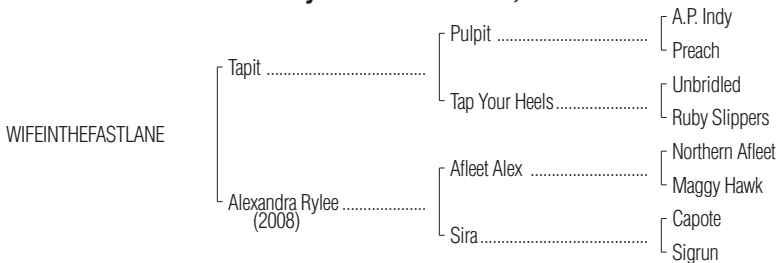 A.P. Indy
Pulpit ..........................................
Preach
Tapit ............................................
Unbridled
Tap Your Heels.........................
Ruby Slippers
WIFEINTHEFASTLANE
Northern Afleet
Afleet Alex ................................
Maggy Hawk
Alexandra Rylee .......................
(2008)
Capote
Sira..............................................
Sigrun